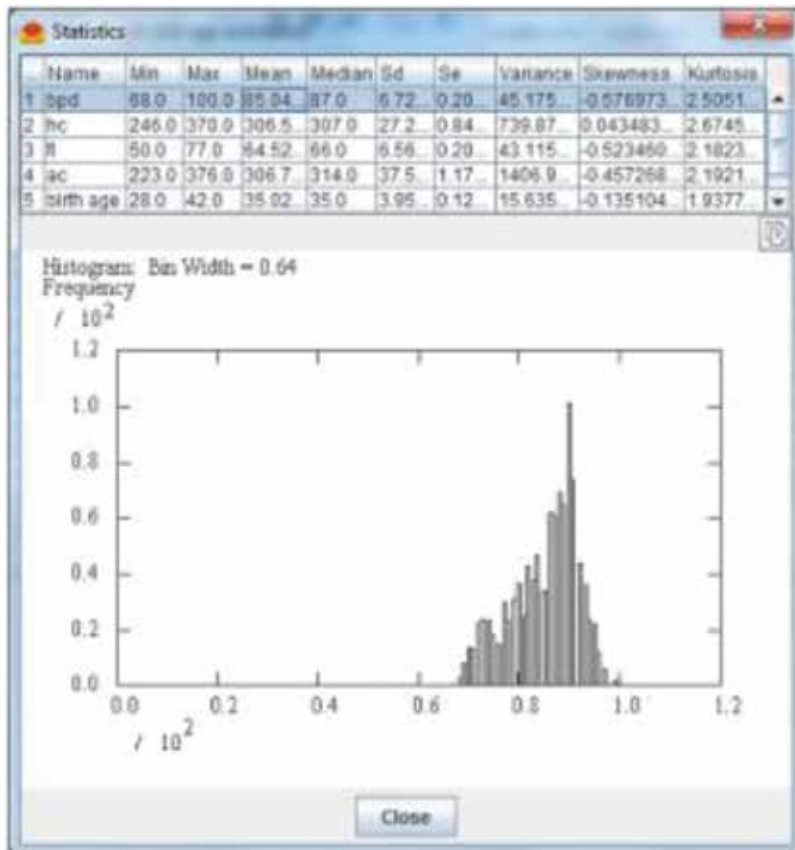 Statistics
Name Min Max Mean Median Sd Se Variance Skewness Kurtosis
1 bpd 68.0 100.0 85.04... 87.0 6.72... 0.20... 45.175... -0.576973... 2.5051...
2 hc 246.0 370.0 306.5... 307.0 27.2... 0.84... 739.87... 0.043483... 2.6745...
3 fl 50.0 77.0 64.52... 66.0 6.56... 0.20... 43.115... -0.523460... 2.1823...
4 ac 223.0 376.0 306.7... 314.0 37.5... 1.17... 1406.9... -0.457268... 2.1921...
5 birth age 28.0 42.0 35.02... 35.0 3.95... 0.12... 15.635... -0.135104... 1.9377...
Histogram: Bin Width = 0.64
Frequency
/ 10^2
1.2
1.0
0.8
0.6
0.4
0.2
0.0
0.0 0.2 0.4 0.6 0.8 1.0 1.2
/ 10^2
Close